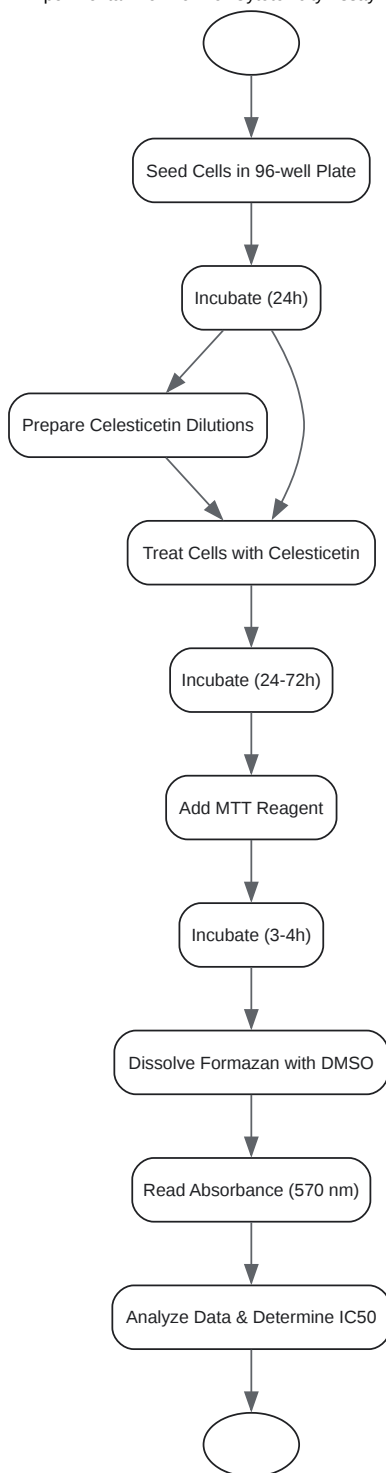 Seed Cells in 96-well Plate
Incubate (24h)
Prepare Celesticetin Dilutions
Treat Cells with Celesticetin
Incubate (24-72h)
Add MTT Reagent
Incubate (3-4h)
Dissolve Formazan with DMSO
Read Absorbance (570 nm)
Analyze Data & Determine IC50